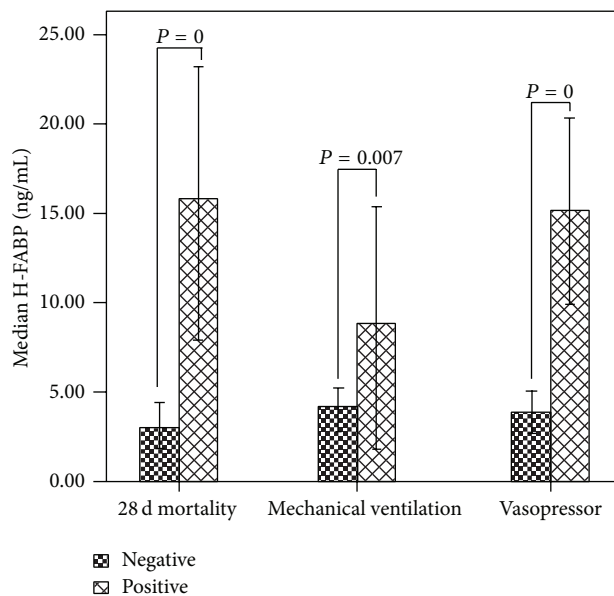 25.00
20.00
15.00
10.00
5.00
0.00
Median H-FABP (ng/mL)
P = 0
P = 0.007
P = 0
28 d mortality
Mechanical ventilation
Vasopressor
Negative
Positive